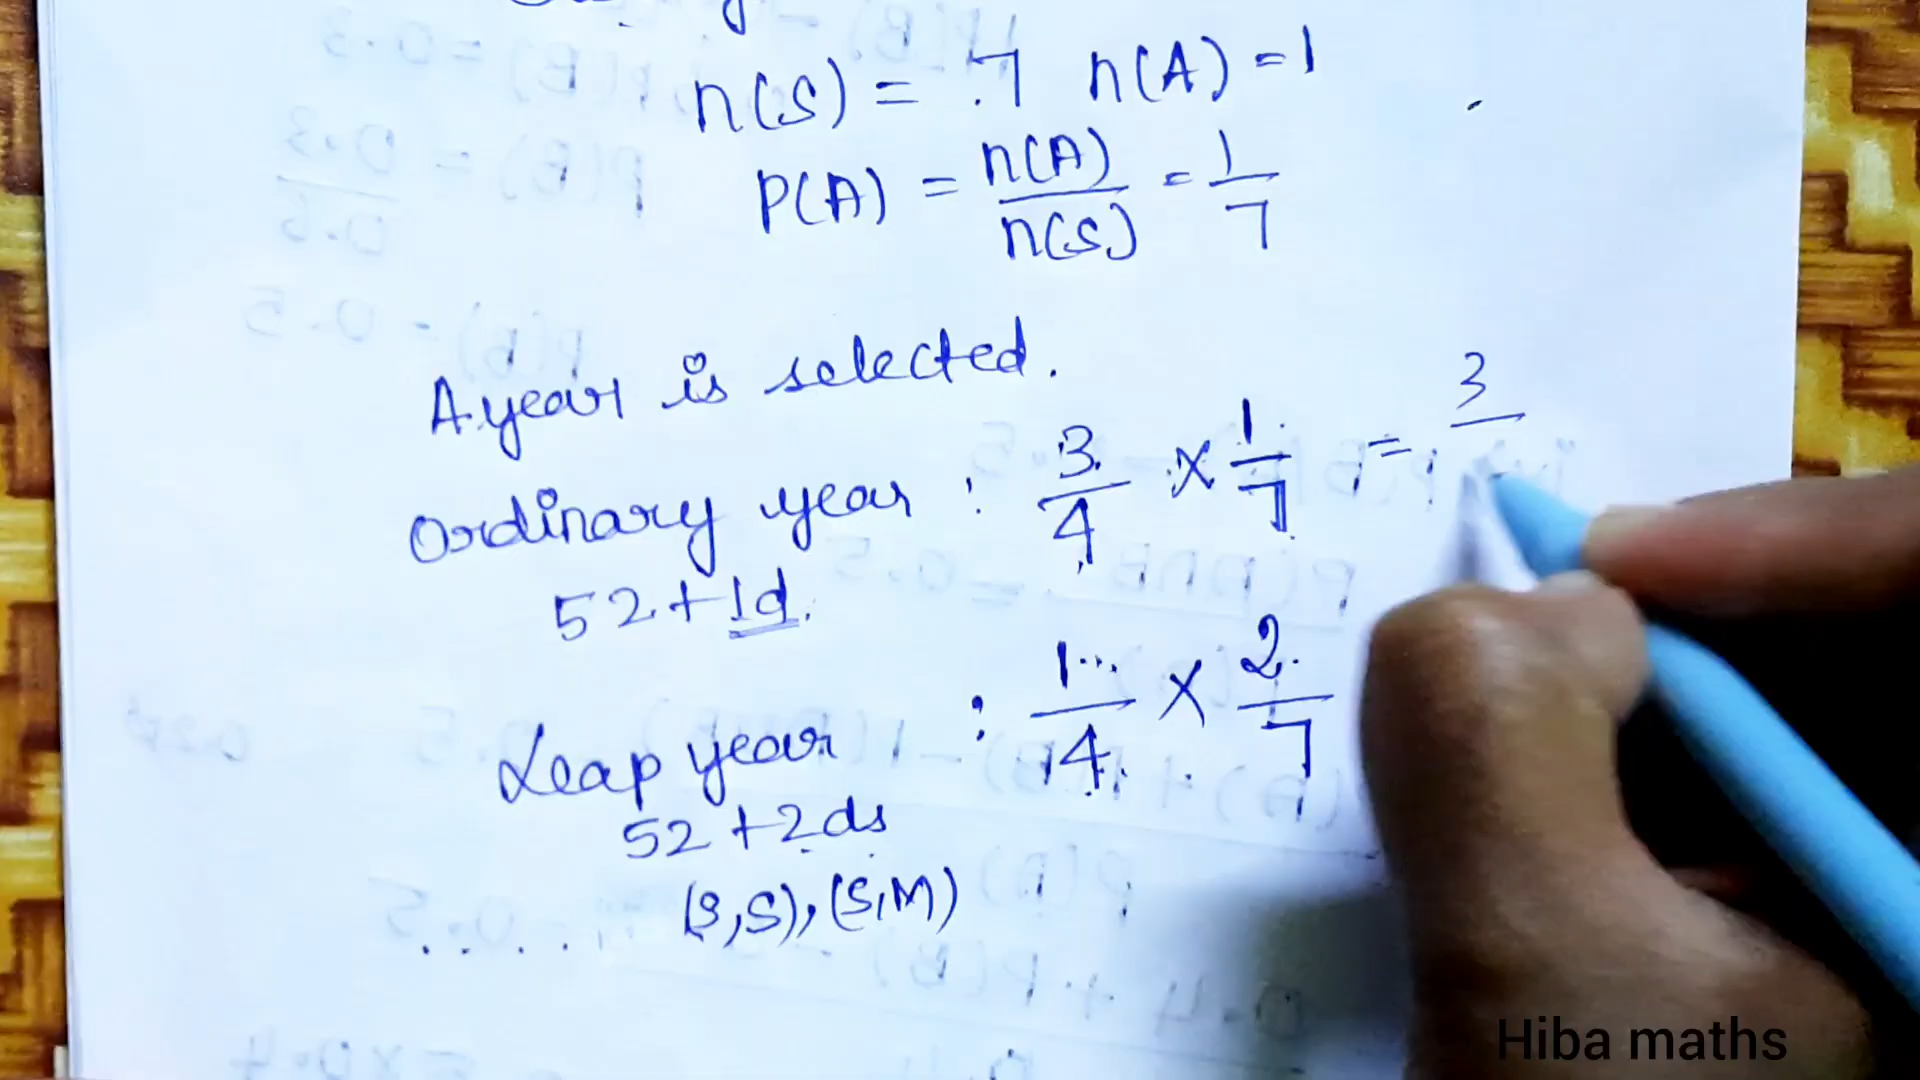 n(S) = 7 n(A) = 1
P(A) = n(A)/n(S) = 1/7
A year is selected.
Ordinary year : 3/4 × 1/7 = 3
52+1d.
Leap year : 1/4 × 2/7
52+2ds
(S,S),(S,M)
Hiba maths